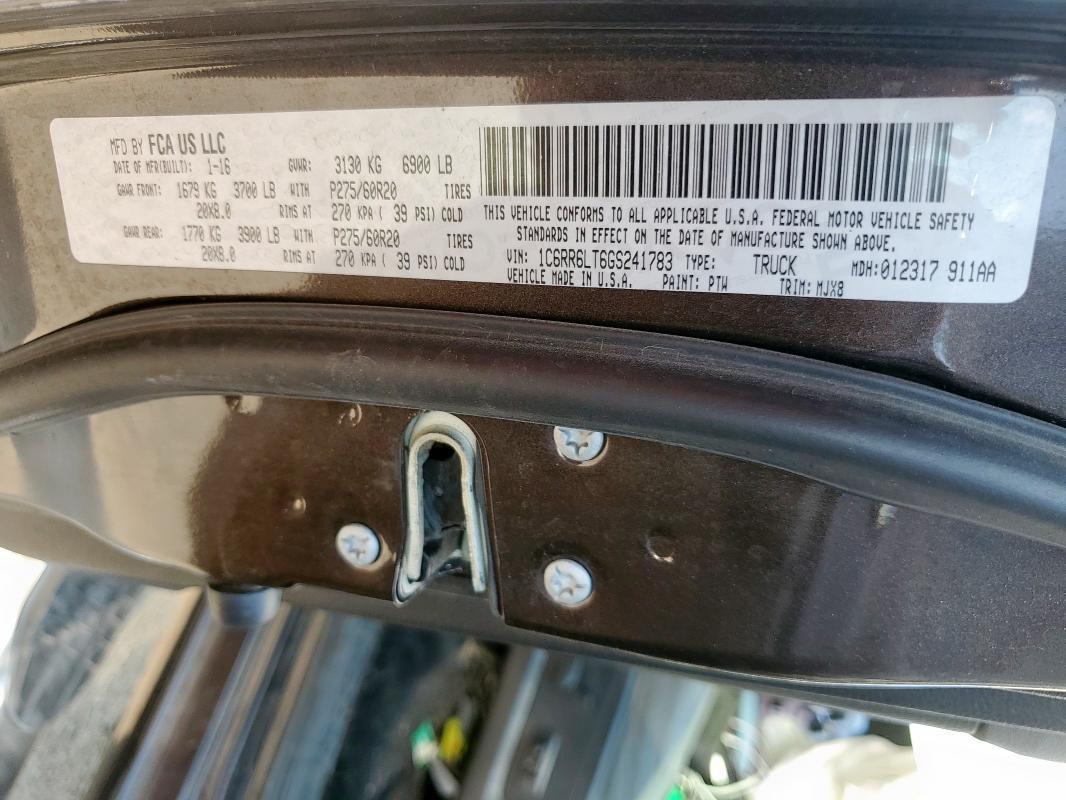 MFD BY FCA US LLC
DATE OF MFR(BUILT): 1-16 GVWR: 3130 KG 6900 LB
GAWR FRONT: 1679 KG 3700 LB WITH P275/60R20 TIRES
20X8.0 RIMS AT 270 KPA ( 39 PSI) COLD
GAWR REAR: 1770 KG 3900 LB WITH P275/60R20 TIRES
20X8.0 RIMS AT 270 KPA ( 39 PSI) COLD
THIS VEHICLE CONFORMS TO ALL APPLICABLE U.S.A. FEDERAL MOTOR VEHICLE SAFETY
STANDARDS IN EFFECT ON THE DATE OF MANUFACTURE SHOWN ABOVE.
VIN: 1C6RR6LT6GS241783 TYPE: TRUCK MDH:012317 911AA
VEHICLE MADE IN U.S.A. PAINT: PTW TRIM: MJX8